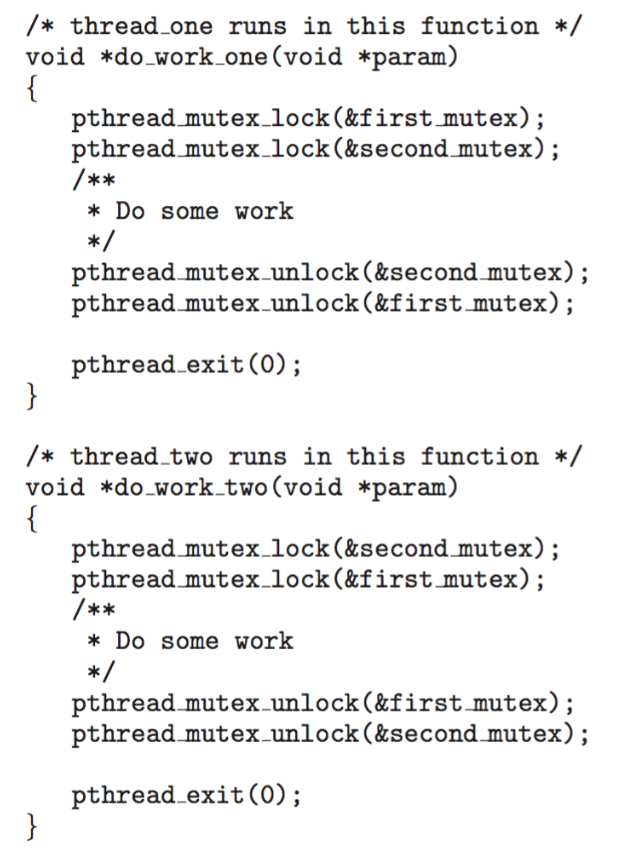 /* thread_one runs in this function */
void *do_work_one(void *param)
{
pthread_mutex_lock(&first_mutex);
pthread_mutex_lock(&second_mutex);
/**
* Do some work
*/
pthread_mutex_unlock(&second_mutex);
pthread_mutex_unlock(&first_mutex);
pthread_exit(0);
}
/* thread_two runs in this function */
void *do_work_two(void *param)
{
pthread_mutex_lock(&second_mutex);
pthread_mutex_lock(&first_mutex);
/**
* Do some work
*/
pthread_mutex_unlock(&first_mutex);
pthread_mutex_unlock(&second_mutex);
pthread_exit(0);
}